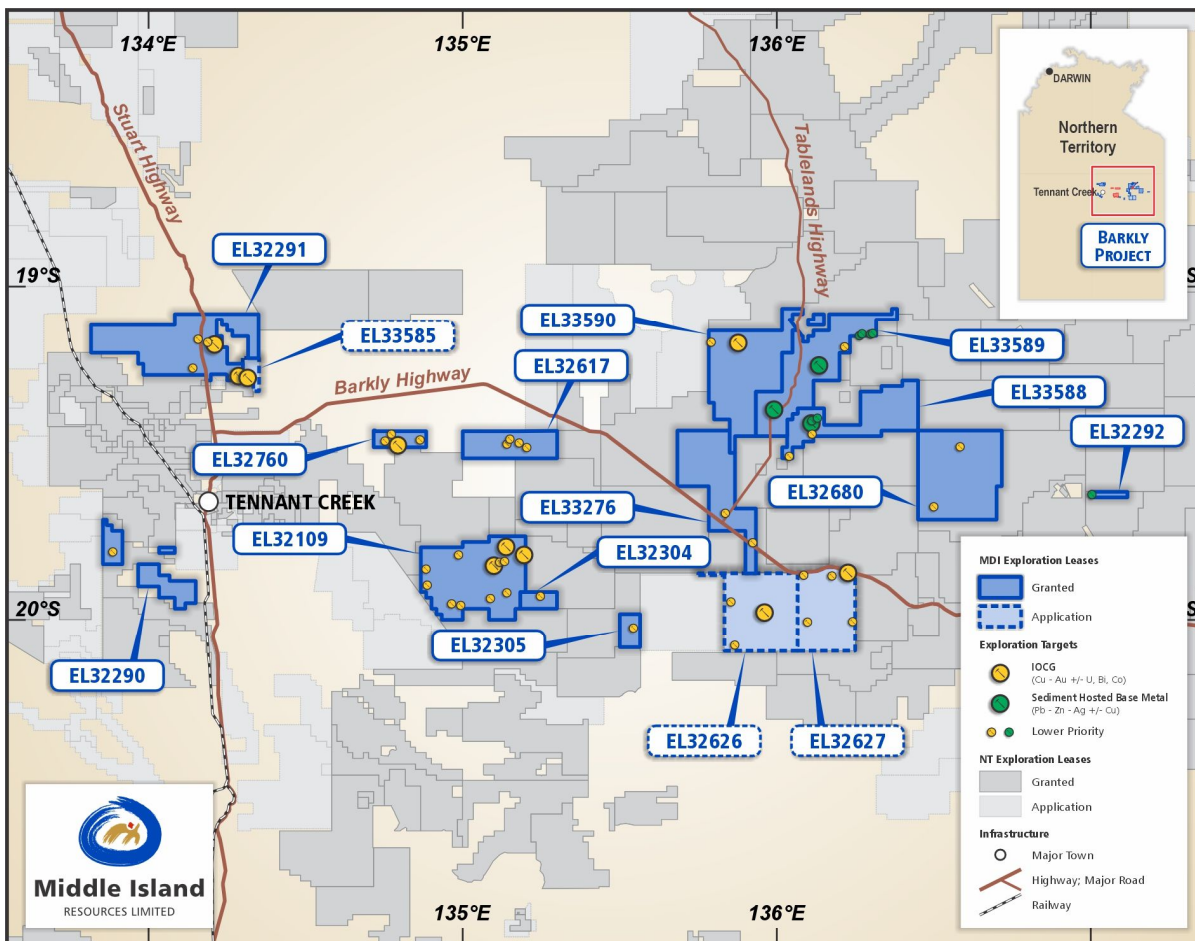 134°E
135°E
136°E
Stuart Highway
Tablelands Highway
DARWIN
Northern
Territory
Tennant Creek
BARKLY
PROJECT
19°S
S
EL32291
EL33585
EL33590
EL33589
EL32617
Barkly Highway
EL33588
EL32292
EL32760
EL32680
TENNANT CREEK
EL33276
EL32109
EL32304
20°S
S
EL32305
EL32290
EL32626
EL32627
MDI Exploration Leases
Granted
Application
Exploration Targets
IOCG
(Cu - Au +/- U, Bi, Co)
Sediment Hosted Base Metal
(Pb - Zn - Ag +/- Cu)
Lower Priority
NT Exploration Leases
Granted
Application
Infrastructure
Major Town
Highway; Major Road
Railway
Middle Island
RESOURCES LIMITED
135°E
136°E